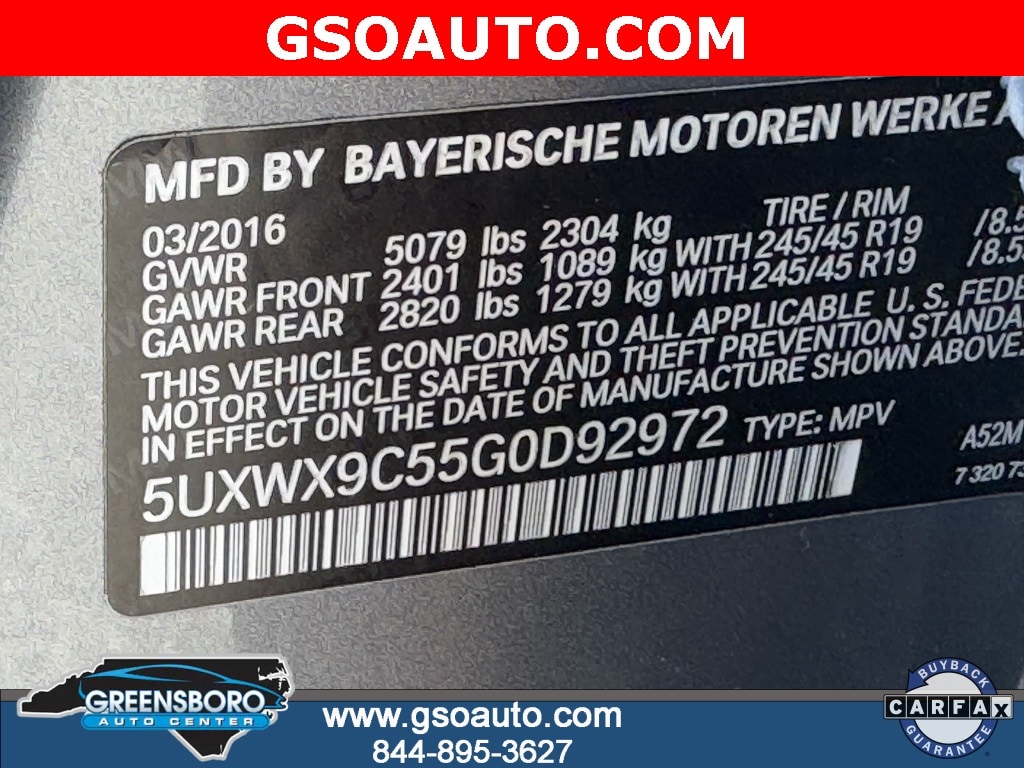 GSOAUTO.COM
MFD BY BAYERISCHE MOTOREN WERKE
03/2016 TIRE / RIM
GVWR 5079 lbs 2304 kg
GAWR FRONT 2401 lbs 1089 kg WITH 245/45 R19
GAWR REAR 2820 lbs 1279 kg WITH 245/45 R19
THIS VEHICLE CONFORMS TO ALL APPLICABLE U. S.
MOTOR VEHICLE SAFETY AND THEFT PREVENTION
IN EFFECT ON THE DATE OF MANUFACTURE SHOWN ABOVE.
5UXWX9C55G0D92972 TYPE: MPV
GREENSBORO
AUTO CENTER
www.gsoauto.com
844-895-3627
BUYBACK
CARFAX
GUARANTEE